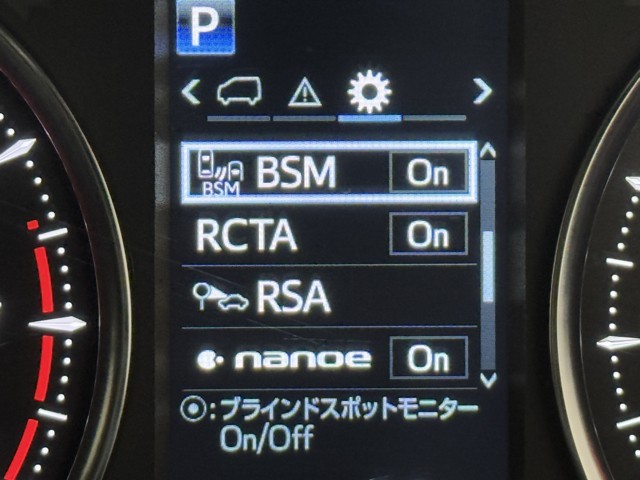 P
BSM
BSM On
RCTA On
RSA
nanoe On
⦿:ブラインドスポットモニター
On/Off